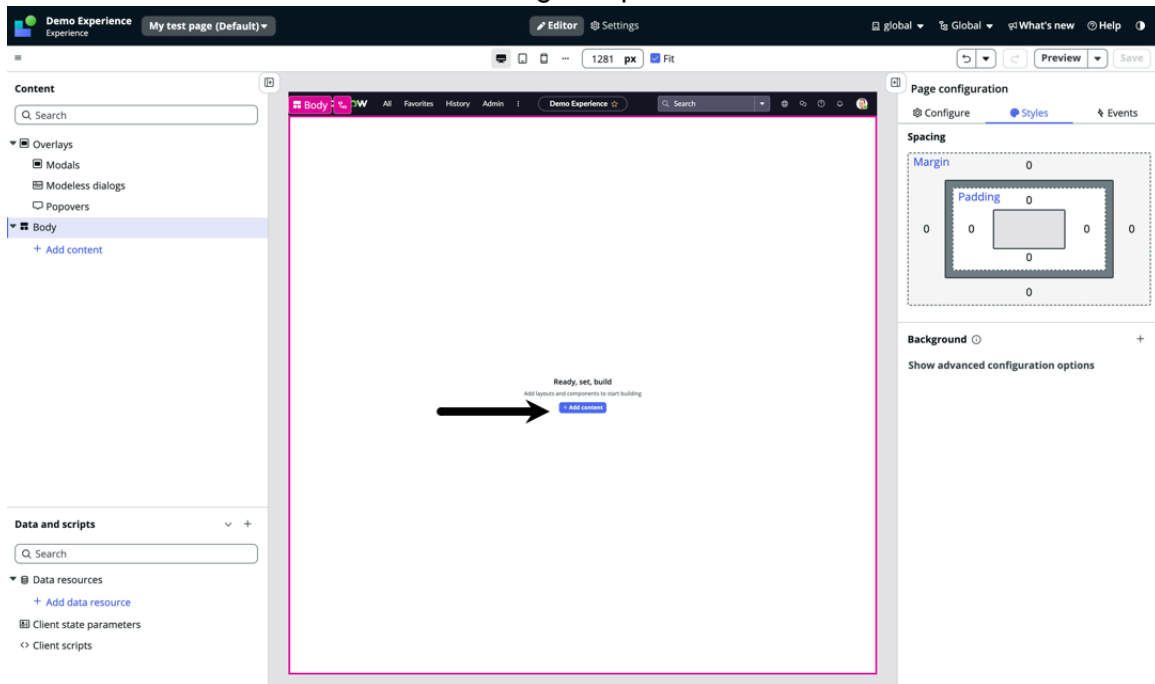 Demo Experience
Experience
My test page (Default)
Editor
Settings
global
Global
What's new
Help
1281 px
Fit
Preview
Save
Content
Search
Overlays
Modals
Modeless dialogs
Popovers
Body
+ Add content
Data and scripts
Search
Data resources
+ Add data resource
Client state parameters
Client scripts
Body
All
Favorites
History
Admin
Demo Experience
Search
Ready, set, build
Add layouts and components to start building
+ Add content
Page configuration
Configure
Styles
Events
Spacing
Margin
0
Padding
0
0
0
0
0
0
0
Background
Show advanced configuration options